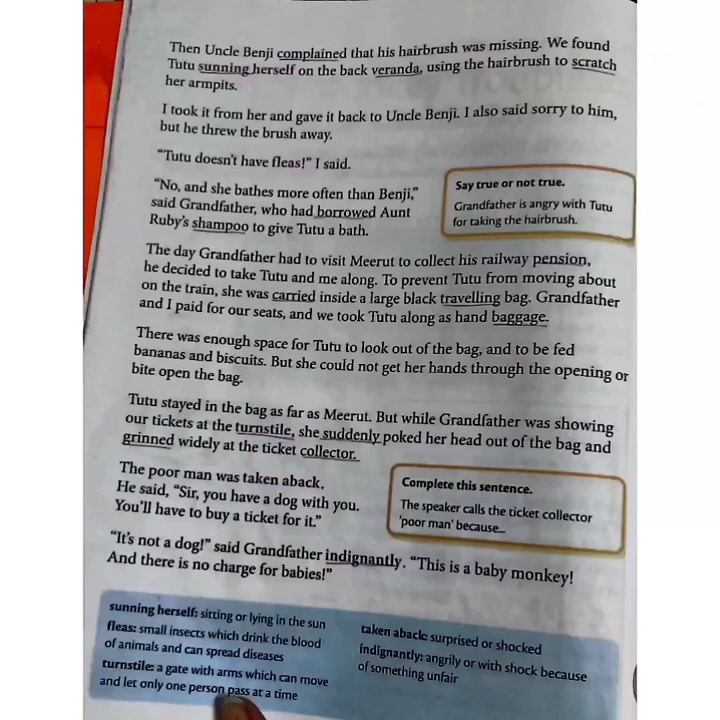 Then Uncle Benji complained that his hairbrush was missing. We found
Tutu sunning herself on the back veranda, using the hairbrush to scratch
her armpits.
I took it from her and gave it back to Uncle Benji. I also said sorry to him,
but he threw the brush away.
“Tutu doesn't have fleas!” I said.
“No, and she bathes more often than Benji,”
said Grandfather, who had borrowed Aunt
Ruby's shampoo to give Tutu a bath.
Say true or not true.
Grandfather is angry with Tutu
for taking the hairbrush.
The day Grandfather had to visit Meerut to collect his railway pension,
he decided to take Tutu and me along. To prevent Tutu from moving about
on the train, she was carried inside a large black travelling bag. Grandfather
and I paid for our seats, and we took Tutu along as hand baggage.
There was enough space for Tutu to look out of the bag, and to be fed
bananas and biscuits. But she could not get her hands through the opening or
bite open the bag.
Tutu stayed in the bag as far as Meerut. But while Grandfather was showing
our tickets at the turnstile, she suddenly poked her head out of the bag and
grinned widely at the ticket collector.
The poor man was taken aback.
He said, “Sir, you have a dog with you.
You'll have to buy a ticket for it.”
Complete this sentence.
The speaker calls the ticket collector
‘poor man’ because...
“It's not a dog!” said Grandfather indignantly. “This is a baby monkey!
And there is no charge for babies!”
sunning herself: sitting or lying in the sun
fleas: small insects which drink the blood
of animals and can spread diseases
turnstile: a gate with arms which can move
and let only one person pass at a time
taken aback: surprised or shocked
indignantly: angrily or with shock because
of something unfair